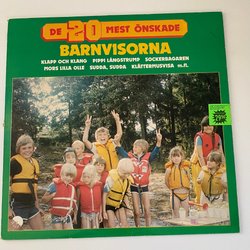 DE 20 MEST ÖNSKADE
BARNVISORNA
KLAPP OCH KLANG PIPPI LÅNGSTRUMP SOCKERBAGAREN
MORS LILLA OLLE SUDDA, SUDDA KLÄTTERMUSVISA m.fl.